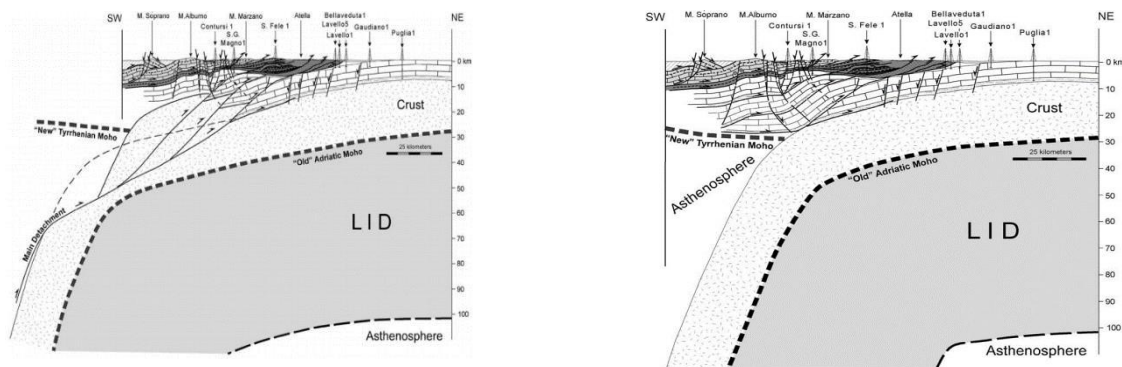 SW
M. Soprano
M.Alburno
Contursi 1
S.G.
Magno1
M. Marzano
S. Fele 1
Atella
Bellaveduta1
Lavello5
Lavello1
Gaudiano1
Puglia1
NE
0 km
10
20
30
40
50
60
70
80
90
100
Crust
"New" Tyrrhenian Moho
"Old" Adriatic Moho
25 kilometers
Main Detachment
LID
Asthenosphere
SW
M. Soprano
M.Alburno
Contursi 1
S.G.
Magno1
M. Marzano
S. Fele 1
Atella
Bellaveduta1
Lavello5
Lavello1
Gaudiano1
Puglia1
NE
0 km
10
20
30
40
50
60
70
80
90
100
Crust
"New" Tyrrhenian Moho
Asthenosphere
"Old" Adriatic Moho
25 kilometers
LID
Asthenosphere